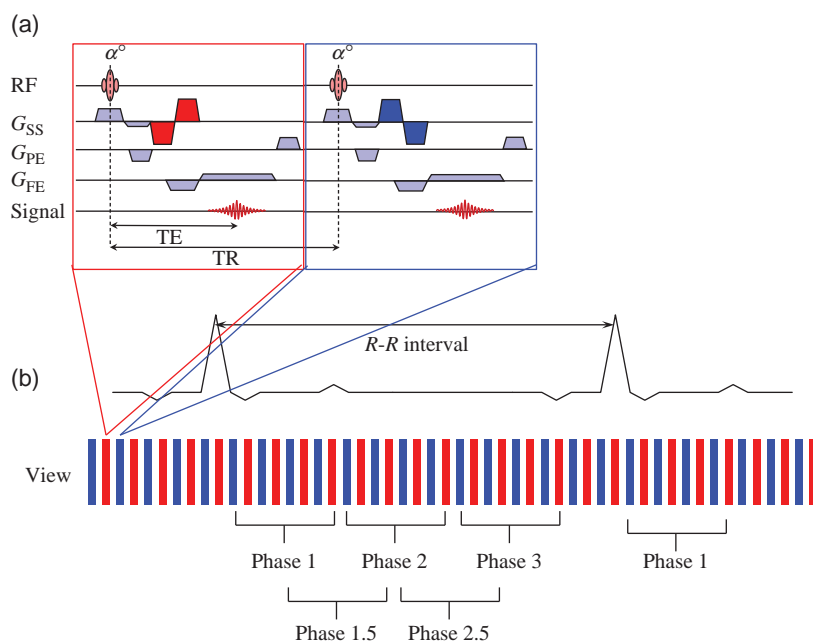 (a)
α° α°
RF
G_SS
G_PE
G_FE
Signal
TE
TR
R-R interval
(b)
View
Phase 1 Phase 2 Phase 3 Phase 1
Phase 1.5 Phase 2.5